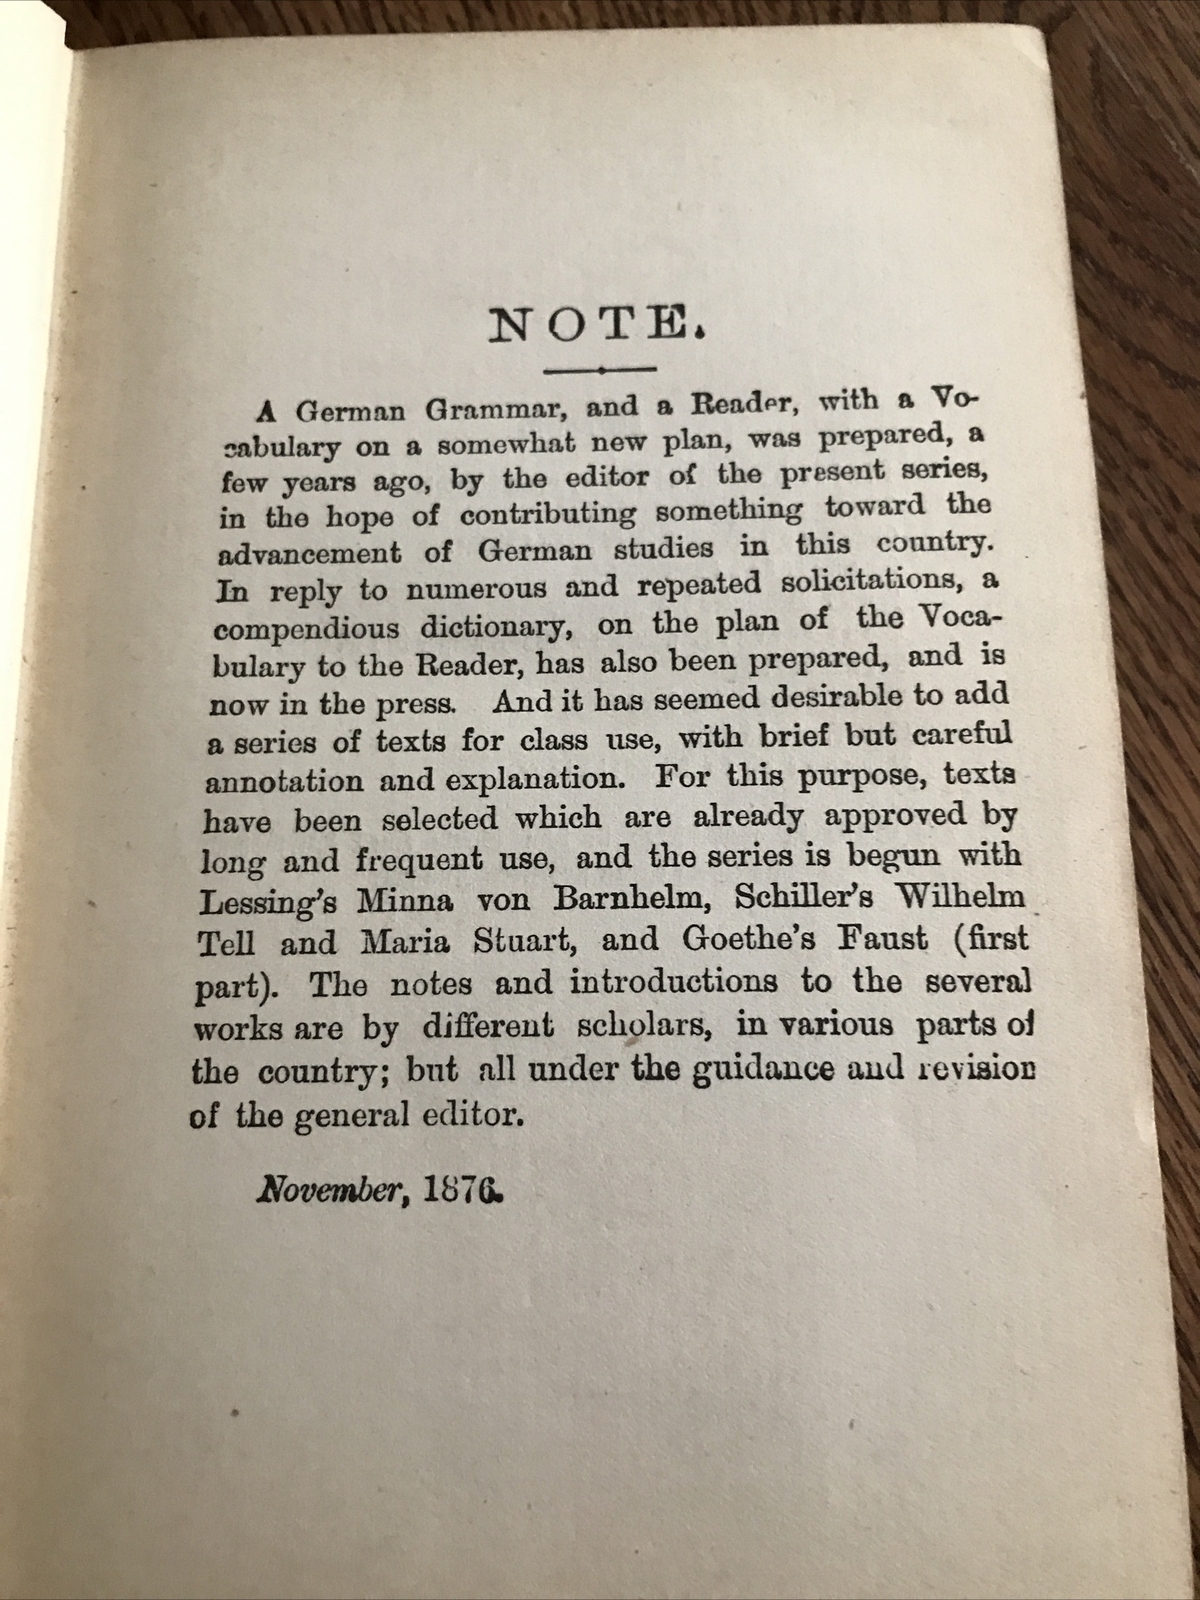 NOTE.
A German Grammar, and a Reader, with a Vo-
cabulary on a somewhat new plan, was prepared, a
few years ago, by the editor of the present series,
in the hope of contributing something toward the
advancement of German studies in this country.
In reply to numerous and repeated solicitations, a
compendious dictionary, on the plan of the Voca-
bulary to the Reader, has also been prepared, and is
now in the press. And it has seemed desirable to add
a series of texts for class use, with brief but careful
annotation and explanation. For this purpose, texts
have been selected which are already approved by
long and frequent use, and the series is begun with
Lessing's Minna von Barnhelm, Schiller's Wilhelm
Tell and Maria Stuart, and Goethe's Faust (first
part). The notes and introductions to the several
works are by different scholars, in various parts of
the country; but all under the guidance and revision
of the general editor.
November, 1876.